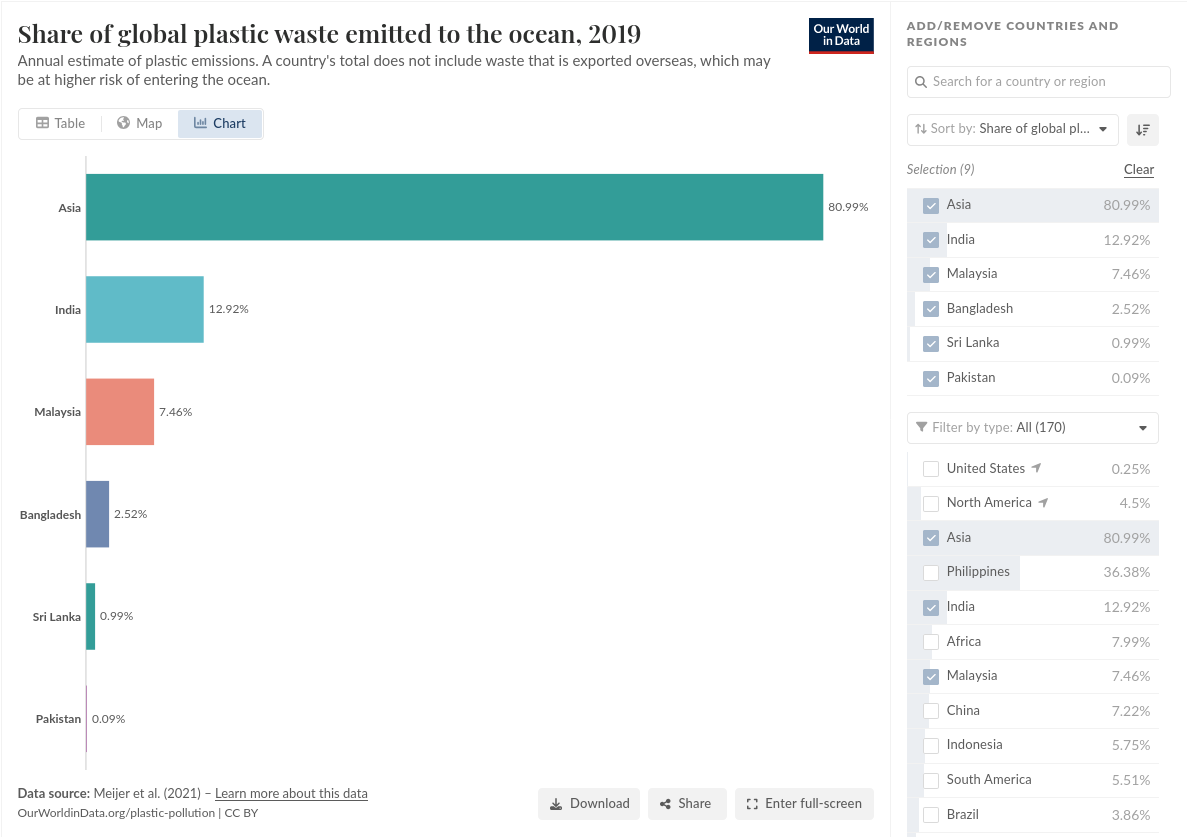 Share of global plastic waste emitted to the ocean, 2019
Annual estimate of plastic emissions. A country's total does not include waste that is exported overseas, which may
be at higher risk of entering the ocean.
Our World
in Data
Table
Map
Chart
Asia
80.99%
India
12.92%
Malaysia
7.46%
Bangladesh
2.52%
Sri Lanka
0.99%
Pakistan
0.09%
Data source: Meijer et al. (2021) – Learn more about this data
OurWorldinData.org/plastic-pollution | CC BY
Download
Share
Enter full-screen
ADD/REMOVE COUNTRIES AND
REGIONS
Search for a country or region
Sort by: Share of global pl...
Selection (9)
Clear
Asia 80.99%
India 12.92%
Malaysia 7.46%
Bangladesh 2.52%
Sri Lanka 0.99%
Pakistan 0.09%
Filter by type: All (170)
United States 0.25%
North America 4.5%
Asia 80.99%
Philippines 36.38%
India 12.92%
Africa 7.99%
Malaysia 7.46%
China 7.22%
Indonesia 5.75%
South America 5.51%
Brazil 3.86%